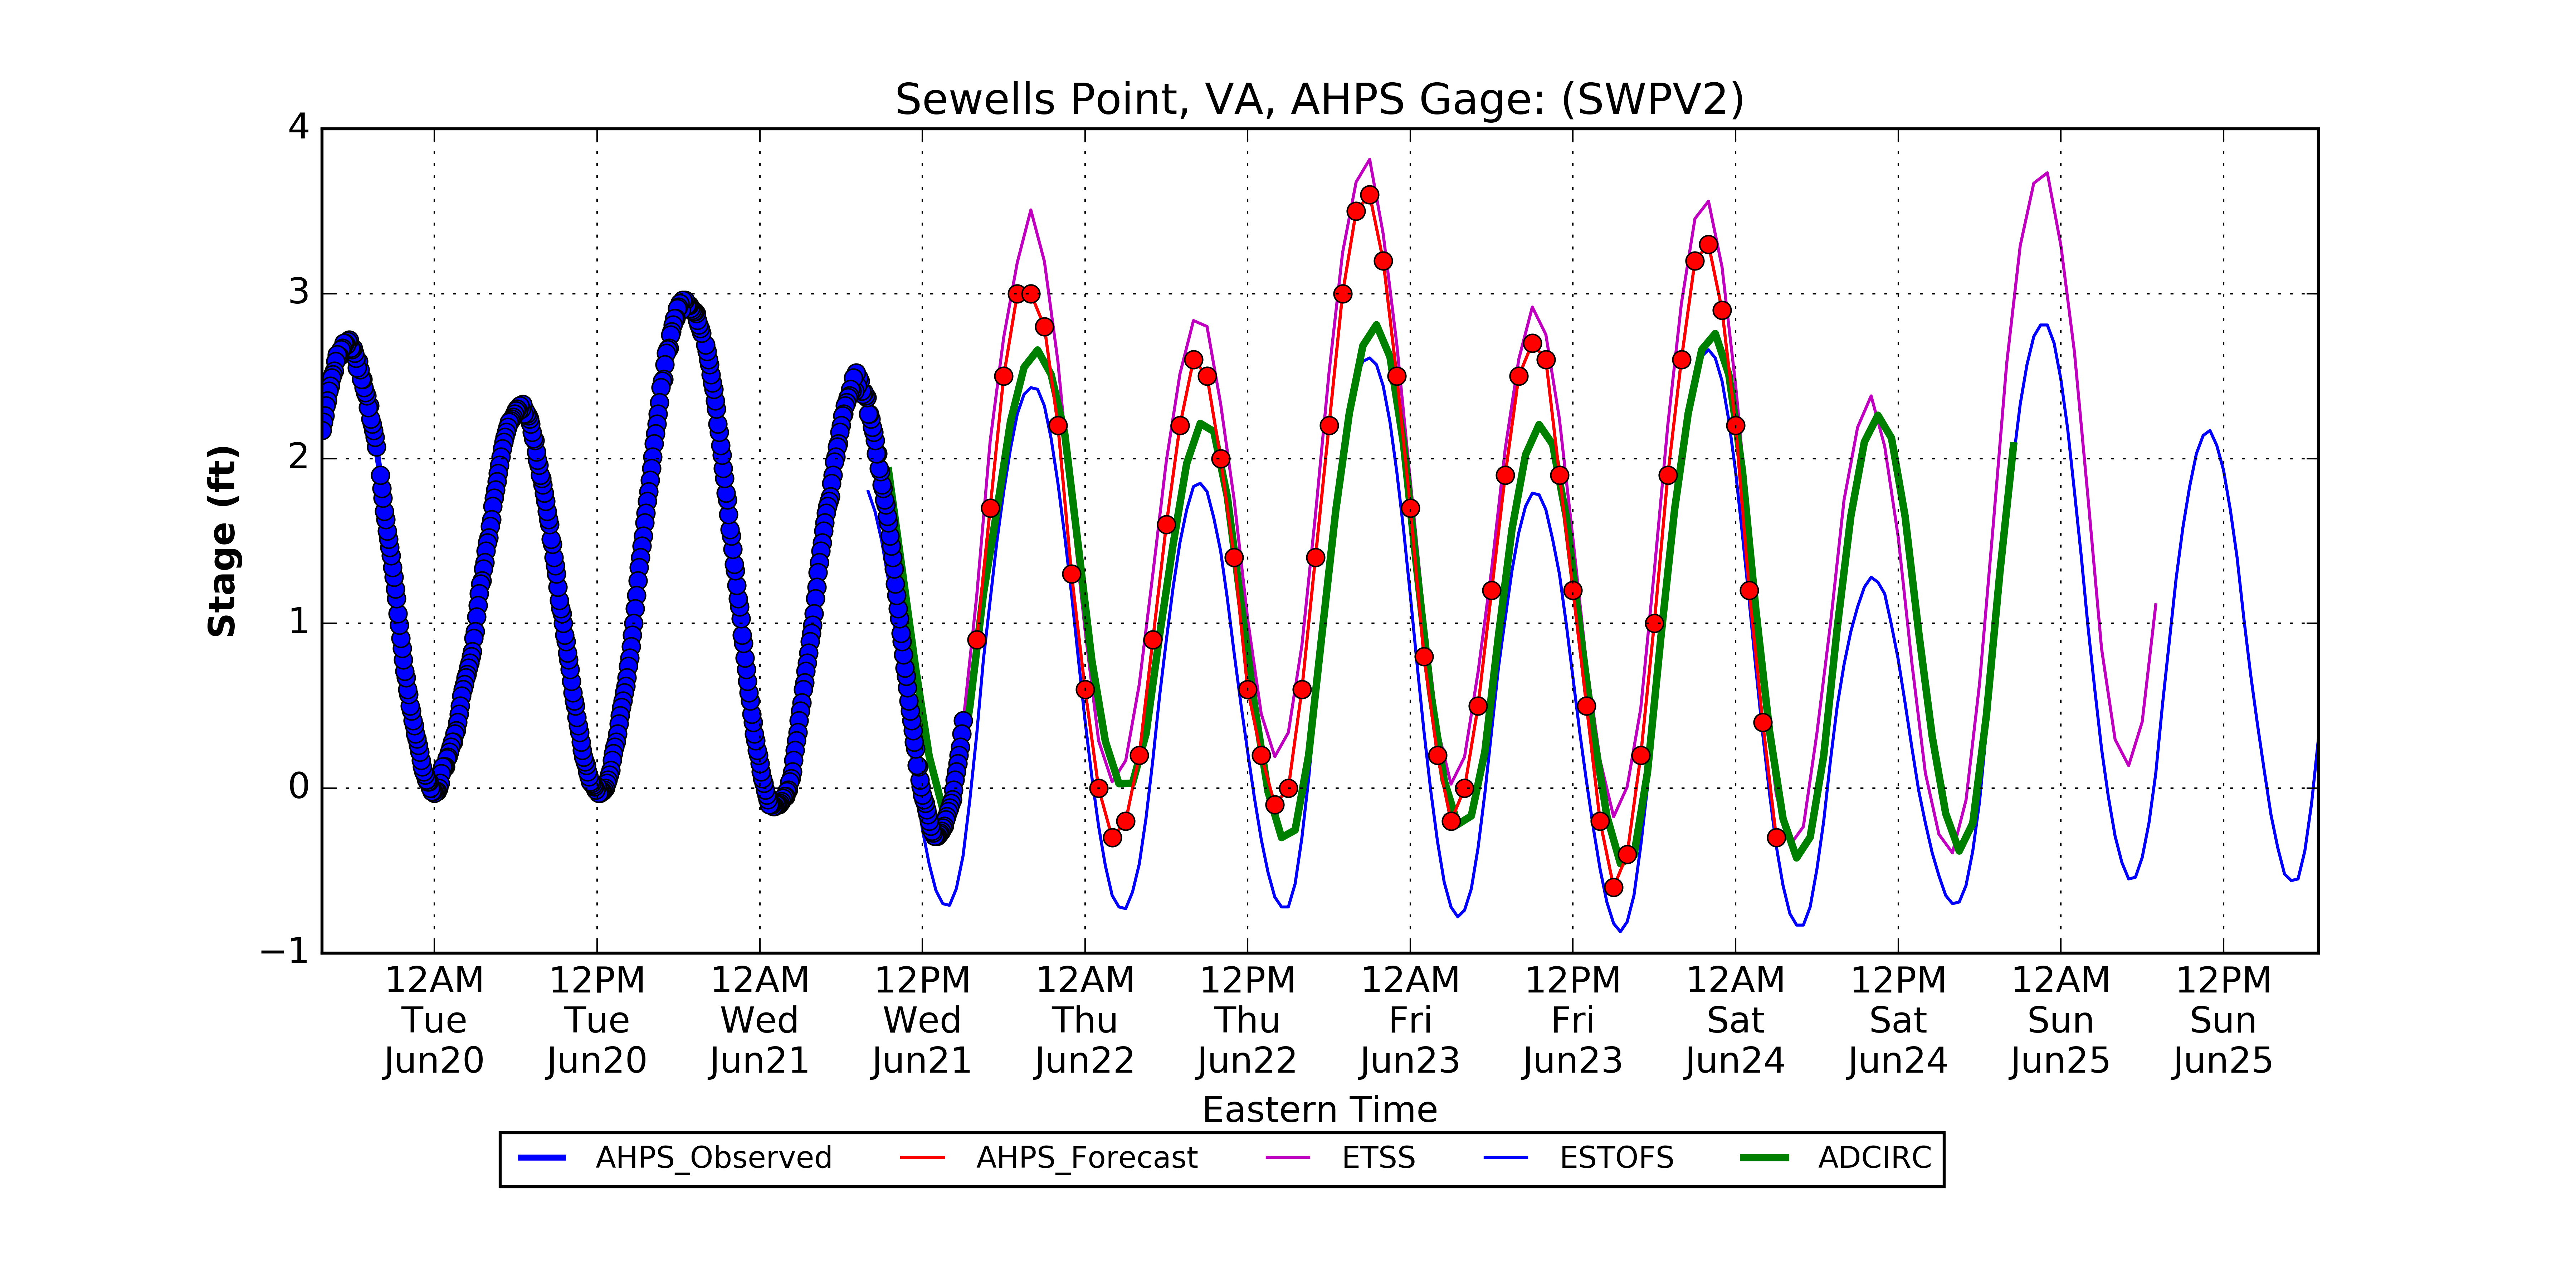 Sewells Point, VA, AHPS Gage: (SWPV2)
4
3
2
1
0
−1
Stage (ft)
12AM 12PM 12AM 12PM 12AM 12PM 12AM 12PM 12AM 12PM 12AM 12PM
Tue Tue Wed Wed Thu Thu Fri Fri Sat Sat Sun Sun
Jun20 Jun20 Jun21 Jun21 Jun22 Jun22 Jun23 Jun23 Jun24 Jun24 Jun25 Jun25
Eastern Time
AHPS_Observed AHPS_Forecast ETSS ESTOFS ADCIRC